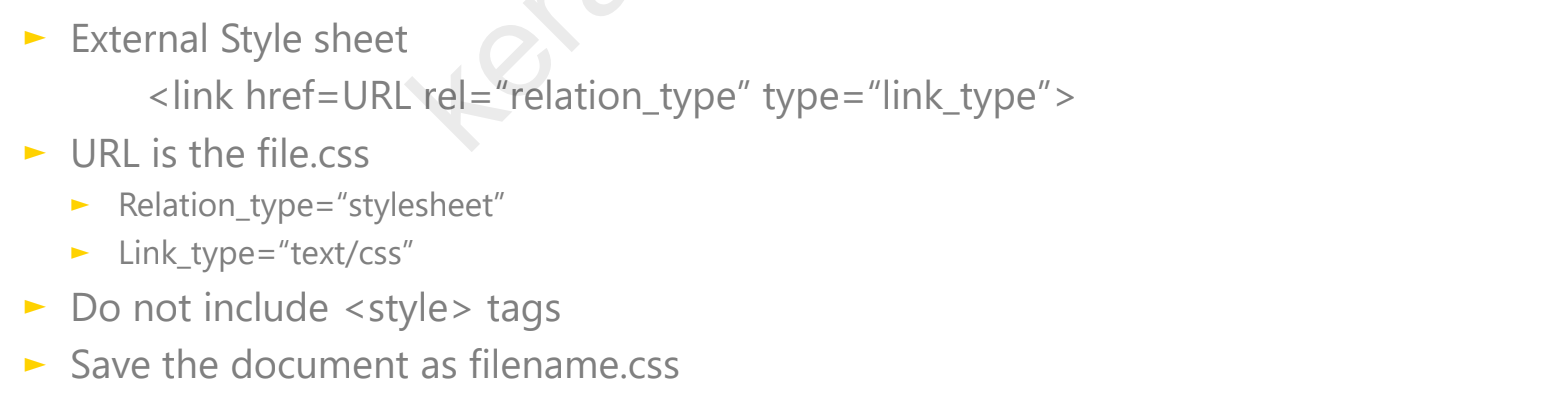 ► External Style sheet
<link href=URL rel=“relation_type” type=“link_type”>
► URL is the file.css
► Relation_type=“stylesheet”
► Link_type=“text/css”
► Do not include <style> tags
► Save the document as filename.css